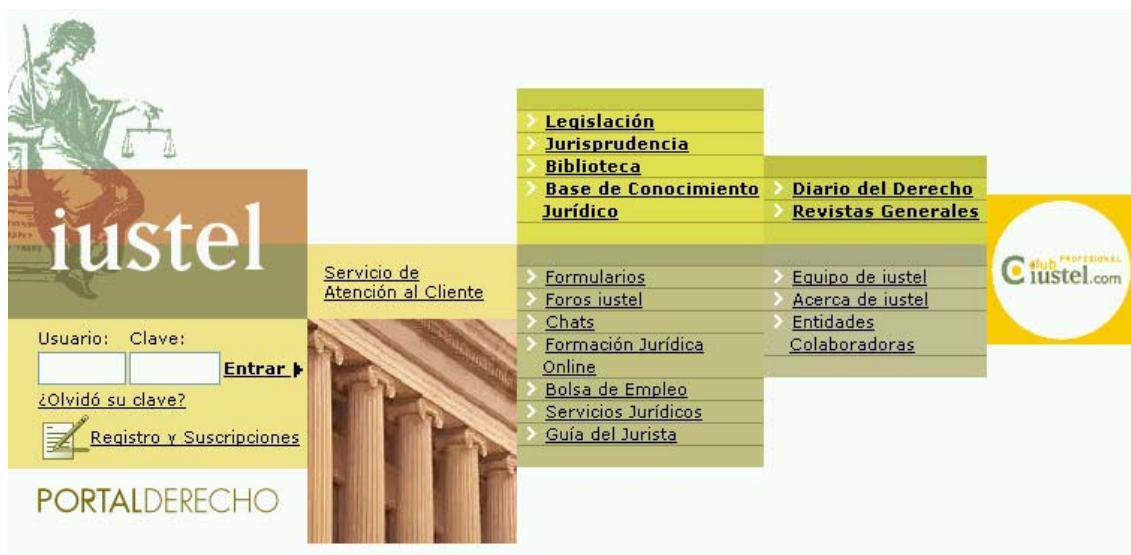 iustel
Usuario: Clave:
Entrar
¿Olvidó su clave?
Registro y Suscripciones
PORTALDERECHO
Servicio de
Atención al Cliente
Legislación
Jurisprudencia
Biblioteca
Base de Conocimiento
Jurídico
Formularios
Foros iustel
Chats
Formación Jurídica
Online
Bolsa de Empleo
Servicios Jurídicos
Guía del Jurista
Diario del Derecho
Revistas Generales
Equipo de iustel
Acerca de iustel
Entidades
Colaboradoras
club PROFESIONAL
iustel.com